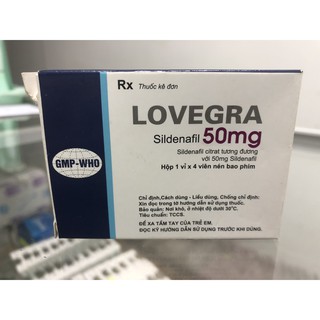 Rx Thuốc kê đơn
LOVEGRA
Sildenafil 50mg
Sildenafil citrat tương đương
với 50mg Sildenafil
Hộp 1 vỉ x 4 viên nén bao phim
GMP-WHO
Chỉ định, Cách dùng - Liều dùng, Chống chỉ định:
Xin đọc trong tờ hướng dẫn sử dụng thuốc.
Bảo quản: Nơi khô, ở nhiệt độ dưới 30°C.
Tiêu chuẩn: TCCS.
ĐỂ XA TẦM TAY CỦA TRẺ EM.
ĐỌC KỸ HƯỚNG DẪN SỬ DỤNG TRƯỚC KHI DÙNG.